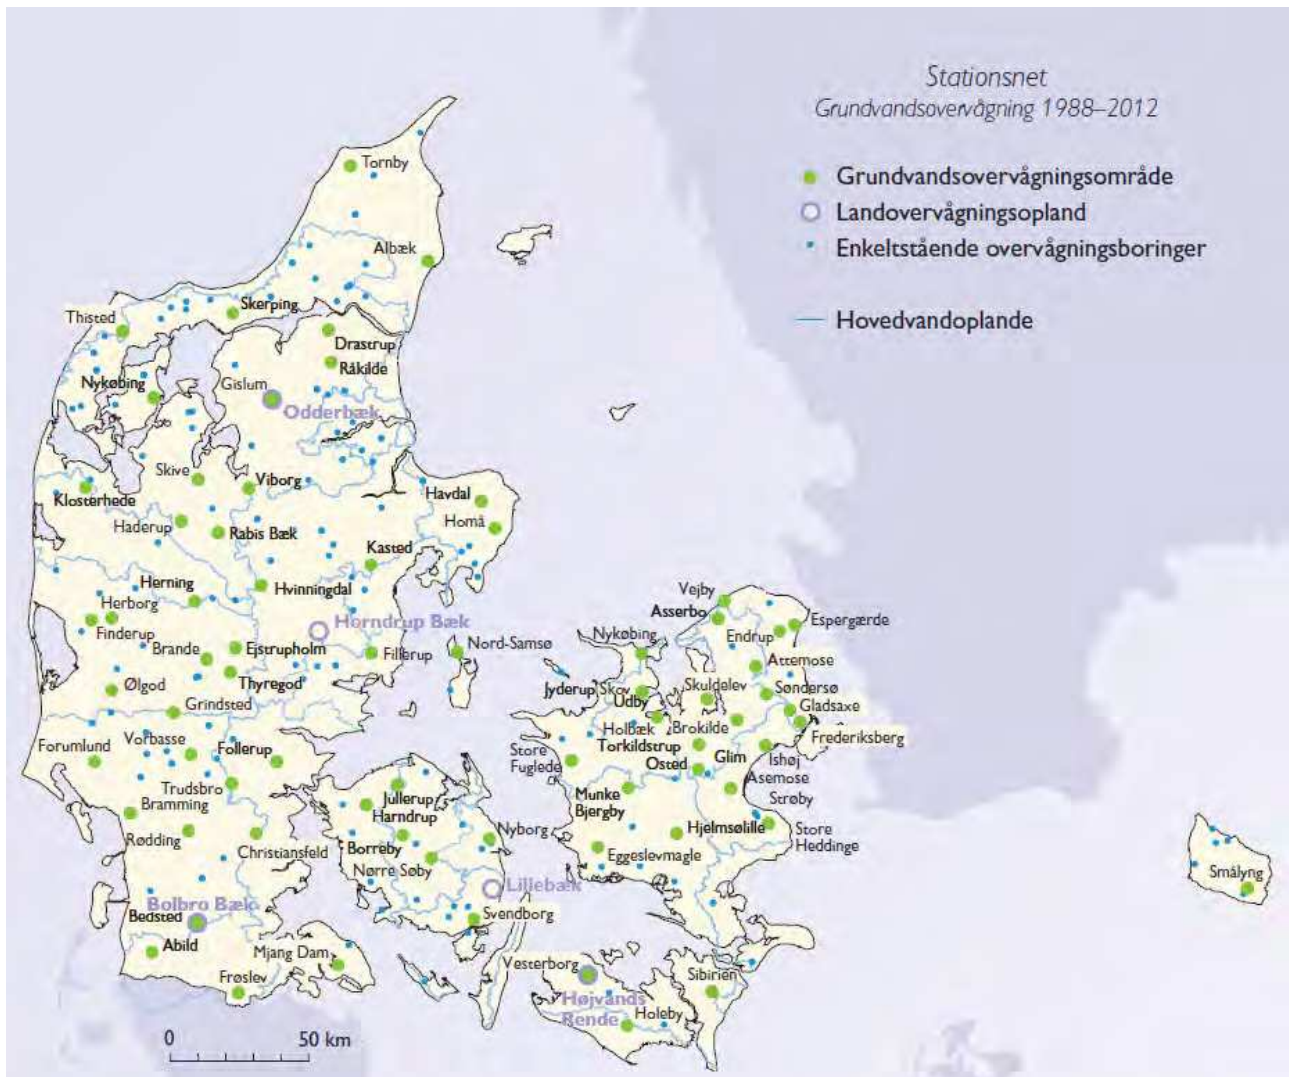 Stationsnet
Grundvandsovervågning 1988–2012
Grundvandsovervågningsområde
Landovervågningsopland
Enkeltstående overvågningsboringer
Hovedvandoplande
Tornby
Albæk
Skerping
Thisted
Drastrup
Råkilde
Nykøbing
Gislum
Odderbæk
Skive
Viborg
Klosterhede
Havdal
Haderup
Rabis Bæk
Homå
Kasted
Herning
Hvinningdal
Herborg
Finderup
Horndrup Bæk
Brande
Ejstrupholm
Fillerup
Nord-Samsø
Thyregod
Ølgod
Grindsted
Forumlund
Vorbasse
Follerup
Trudsbro
Bramming
Rødding
Christiansfeld
Bolbro Bæk
Bedsted
Abild
Mjang Dam
Frøslev
Jullerup
Harndrup
Borreby
Nørre Søby
Nyborg
Lillebæk
Svendborg
Vejby
Asserbo
Espergærde
Endrup
Nykøbing
Attemose
Jyderup Skov
Udby
Skuldelev
Søndersø
Gladsaxe
Holbæk
Brokilde
Frederiksberg
Torkildstrup
Store
Fuglede
Osted
Glim
Ishøj
Asemose
Munke
Bjergby
Strøby
Hjelmsølille
Store
Heddinge
Eggeslevmagle
Smålyng
Vesterborg
Sibirien
Højvands
Rende
Holeby
0 50 km